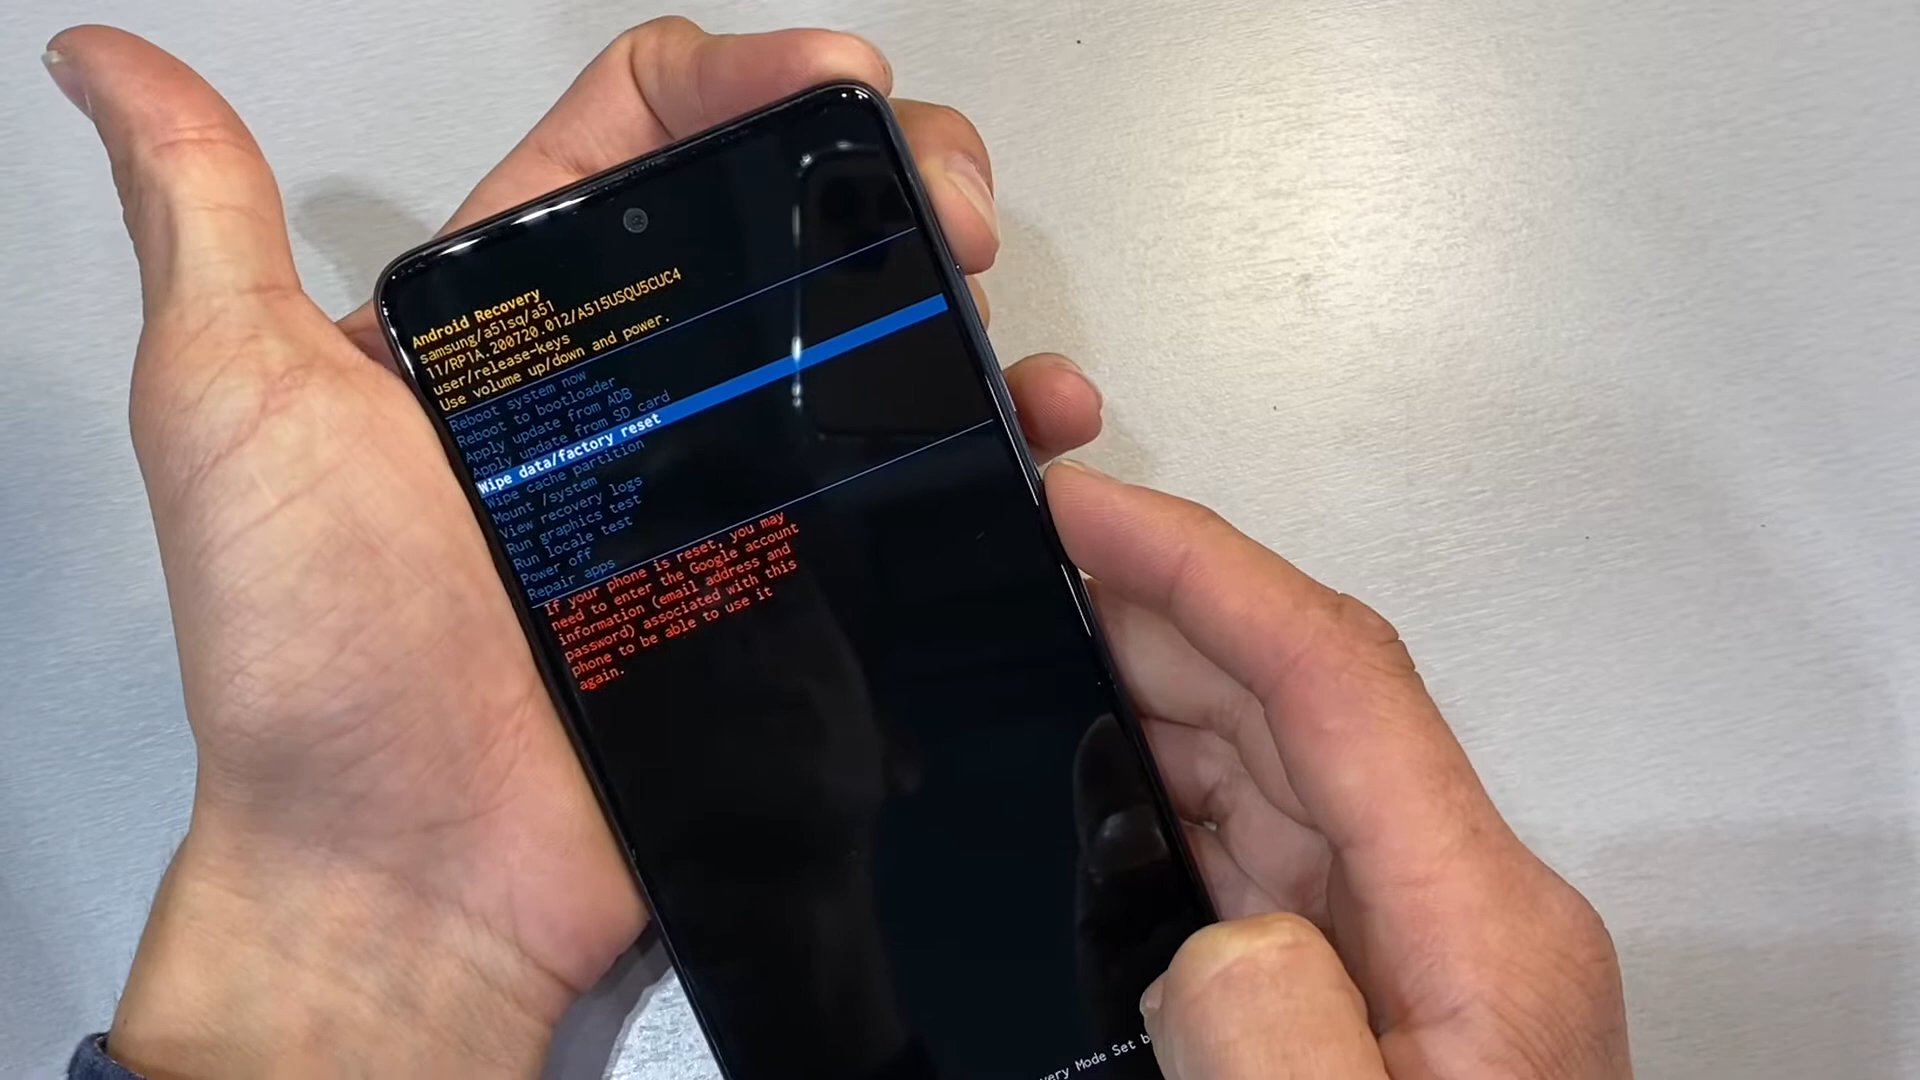 Android Recovery
samsung/a51sq/a51
11/RP1A.200720.012/A515USQU5CUC4
user/release-keys
Use volume up/down and power.
Reboot system now
Reboot to bootloader
Apply update from ADB
Apply update from SD card
Wipe data/factory reset
Wipe cache partition
Mount /system
View recovery logs
Run graphics test
Run locale test
Power off
Repair apps
If your phone is reset, you may
need to enter the Google account
information (email address and
password) associated with this
phone to be able to use it
again.
Mode Set